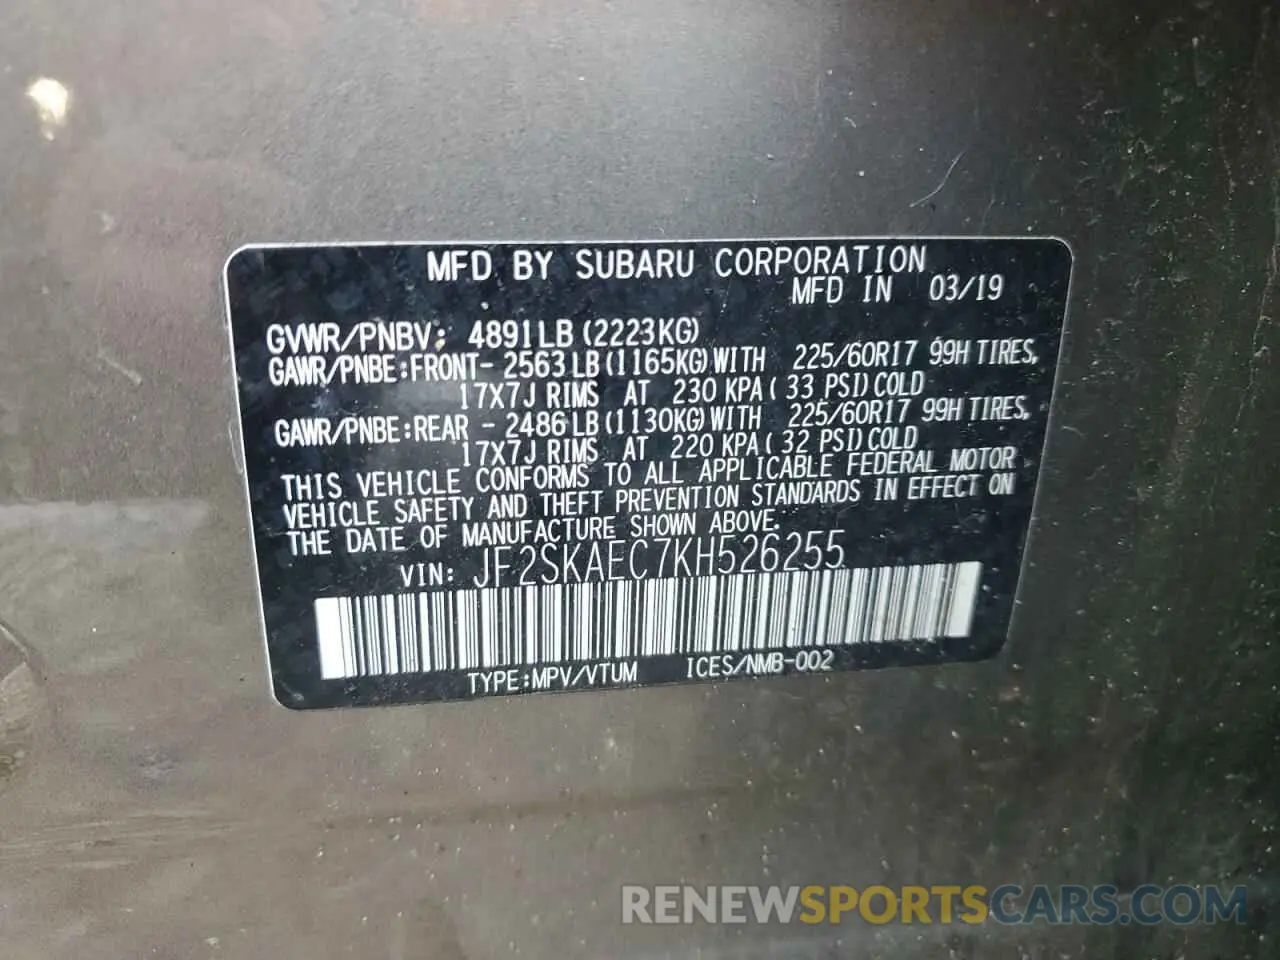 MFD BY SUBARU CORPORATION
MFD IN 03/19
GVWR/PNBV: 4891LB(2223KG)
GAWR/PNBE:FRONT- 2563LB(1165KG)WITH 225/60R17 99H TIRES,
17X7J RIMS AT 230 KPA(33 PSI)COLD
GAWR/PNBE:REAR - 2486LB(1130KG)WITH 225/60R17 99H TIRES,
17X7J RIMS AT 220 KPA(32 PSI)COLD
THIS VEHICLE CONFORMS TO ALL APPLICABLE FEDERAL MOTOR
VEHICLE SAFETY AND THEFT PREVENTION STANDARDS IN EFFECT ON
THE DATE OF MANUFACTURE SHOWN ABOVE.
VIN: JF2SKAEC7KH526255
TYPE:MPV/VTUM ICES/NMB-002
RENEWSPORTSCARS.COM